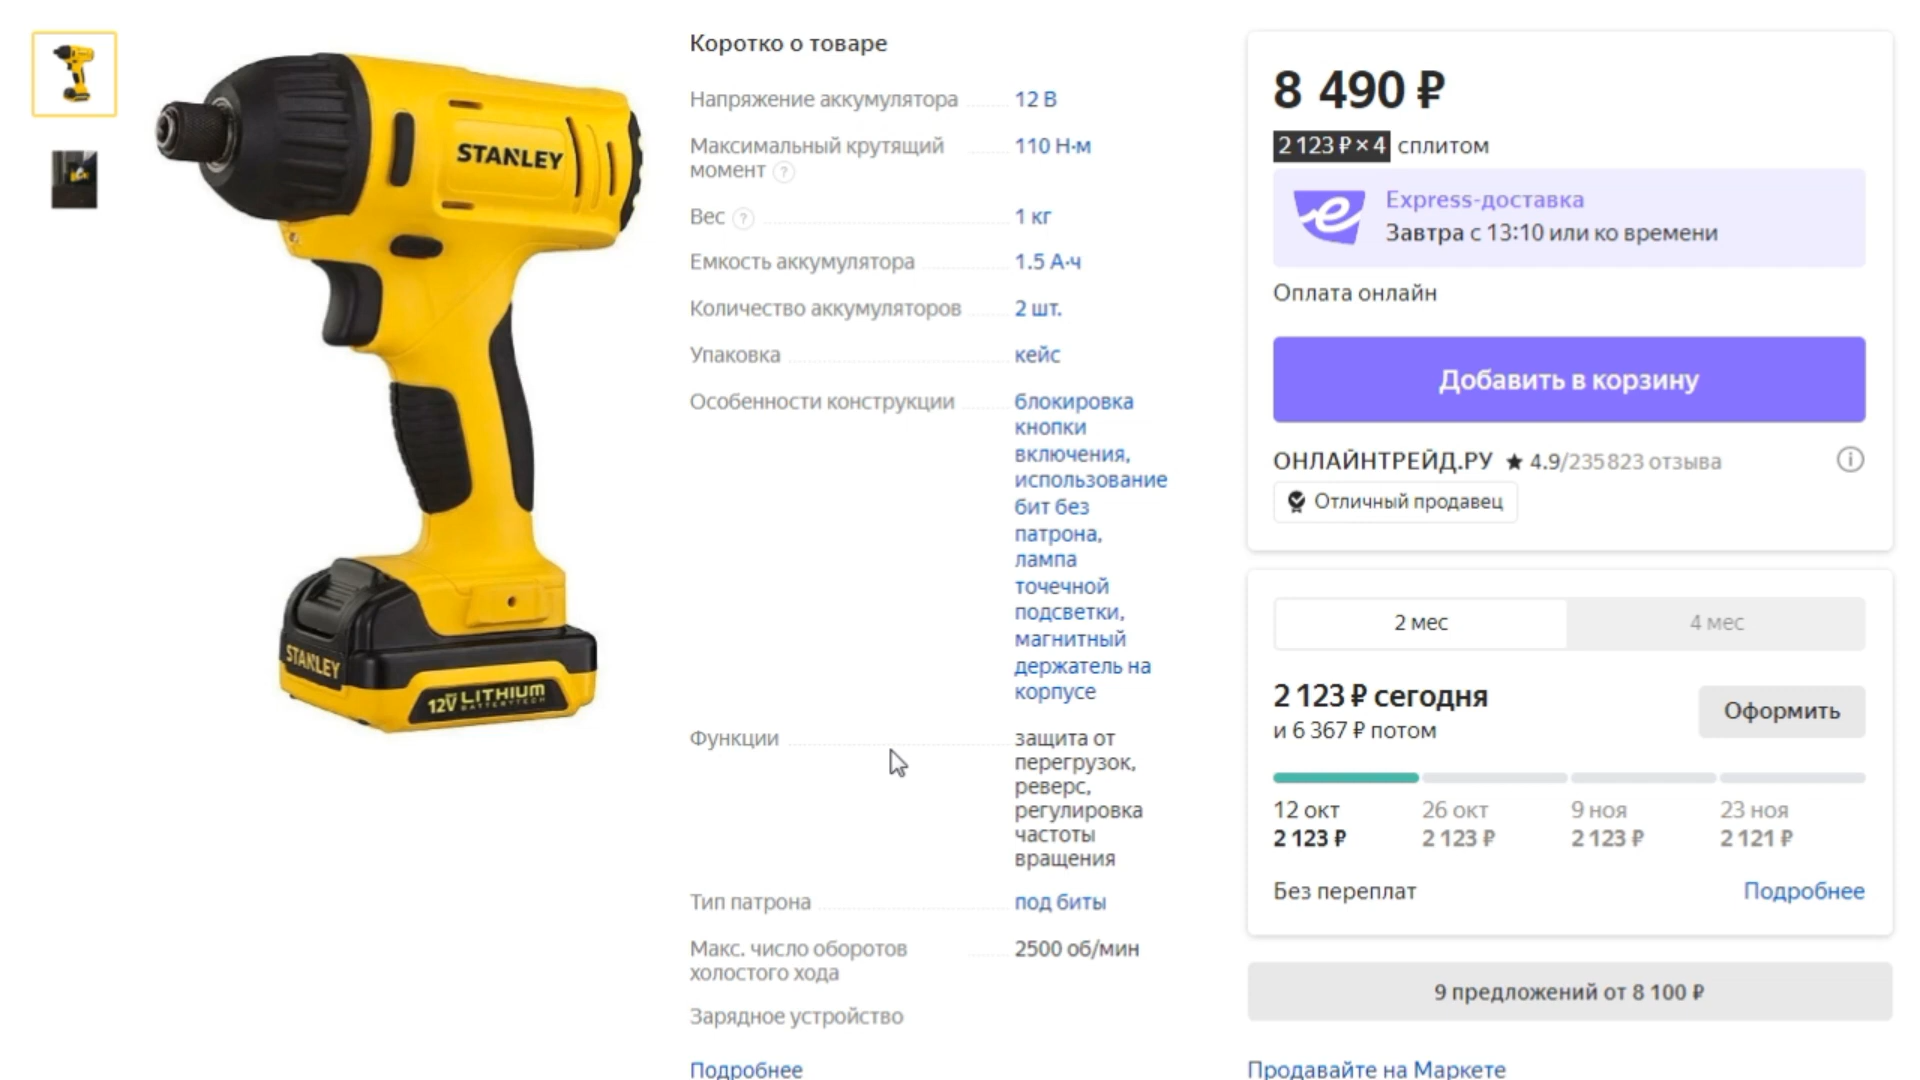 STANLEY
STANLEY
12V LITHIUM
Коротко о товаре
Напряжение аккумулятора 12 В
Максимальный крутящий момент ? 110 Н·м
Вес ? 1 кг
Емкость аккумулятора 1.5 А·ч
Количество аккумуляторов 2 шт.
Упаковка кейс
Особенности конструкции блокировка
кнопки
включения,
использование
бит без
патрона,
лампа
точечной
подсветки,
магнитный
держатель на
корпусе
Функции защита от
перегрузок,
реверс,
регулировка
частоты
вращения
Тип патрона под биты
Макс. число оборотов холостого хода 2500 об/мин
Зарядное устройство
Подробнее
8 490 ₽
2 123 ₽ × 4 сплитом
Express-доставка
Завтра с 13:10 или ко времени
Оплата онлайн
Добавить в корзину
ОНЛАЙНТРЕЙД.РУ ★ 4.9/235 823 отзыва
Отличный продавец
2 мес 4 мес
2 123 ₽ сегодня
и 6 367 ₽ потом
Оформить
12 окт 26 окт 9 ноя 23 ноя
2 123 ₽ 2 123 ₽ 2 123 ₽ 2 121 ₽
Без переплат Подробнее
9 предложений от 8 100 ₽
Продавайте на Маркете